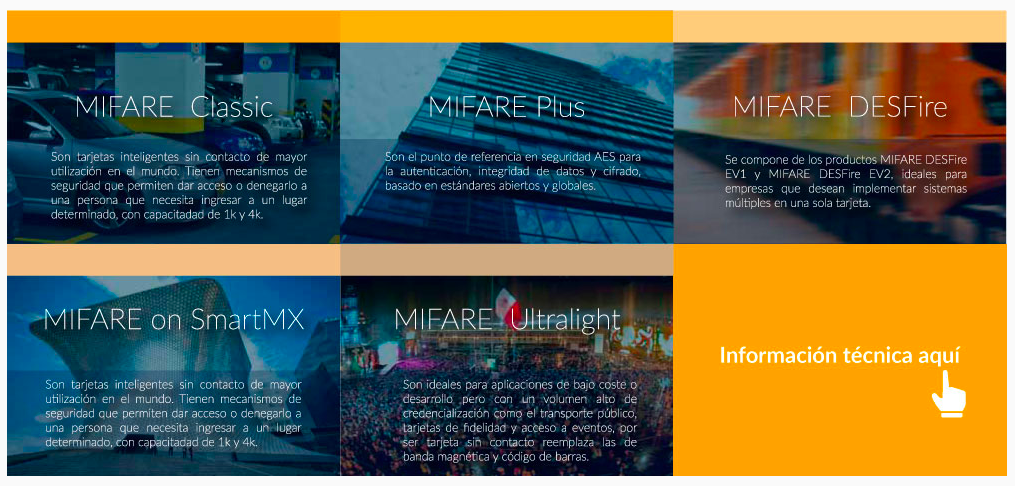 MIFARE Classic
Son tarjetas inteligentes sin contacto de mayor
utilización en el mundo. Tienen mecanismos de
seguridad que permiten dar acceso o denegarlo a
una persona que necesita ingresar a un lugar
determinado, con capacitadad de 1k y 4k.
MIFARE Plus
Son el punto de referencia en seguridad AES para
la autenticación, integridad de datos y cifrado,
basado en estándares abiertos y globales.
MIFARE DESFire
Se compone de los productos MIFARE DESFire
EV1 y MIFARE DESFire EV2, ideales para
empresas que desean implementar sistemas
múltiples en una sola tarjeta.
MIFARE on SmartMX
Son tarjetas inteligentes sin contacto de mayor
utilización en el mundo. Tienen mecanismos de
seguridad que permiten dar acceso o denegarlo a
una persona que necesita ingresar a un lugar
determinado, con capacitadad de 1k y 4k.
MIFARE Ultralight
Son ideales para aplicaciones de bajo coste o
desarrollo pero con un volumen alto de
credencialización como el transporte público,
tarjetas de fidelidad y acceso a eventos, por
ser tarjeta sin contacto reemplaza las de
banda magnética y código de barras.
Información técnica aquí